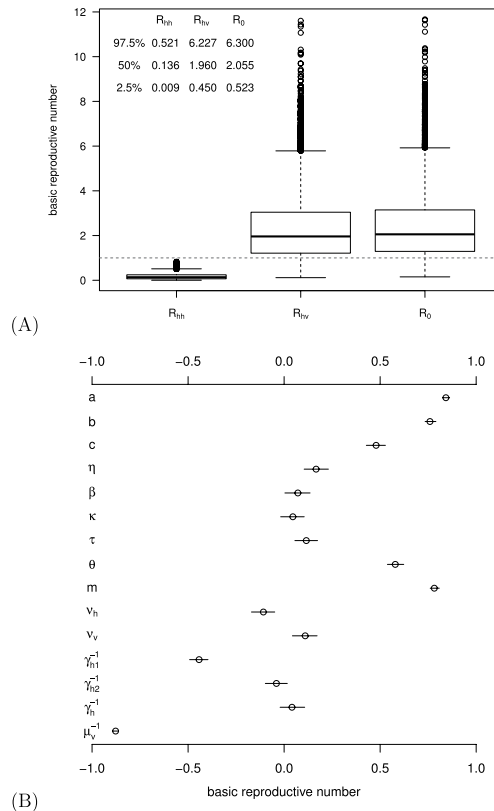 R_hh R_hv R_0
97.5% 0.521 6.227 6.300
50% 0.136 1.960 2.055
2.5% 0.009 0.450 0.523
basic reproductive number
12
10
8
6
4
2
0
R_hh R_hv R_0
(A)
−1.0 −0.5 0.0 0.5 1.0
a
b
c
η
β
κ
τ
θ
m
ν_h
ν_v
γ_h1^−1
γ_h2^−1
γ_h^−1
μ_v^−1
−1.0 −0.5 0.0 0.5 1.0
basic reproductive number
(B)